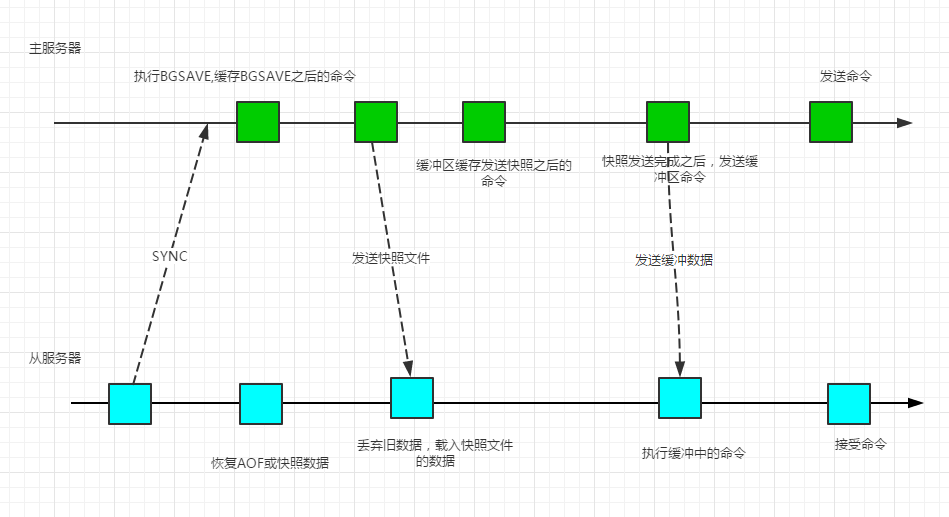 主服务器
执行BGSAVE,缓存BGSAVE之后的命令
发送命令
缓冲区缓存发送快照之后的
命令
快照发送完成之后，发送缓
冲区命令
SYNC
发送快照文件
发送缓冲数据
从服务器
恢复AOF或快照数据
丢弃旧数据，载入快照文件
的数据
执行缓冲中的命令
接受命令